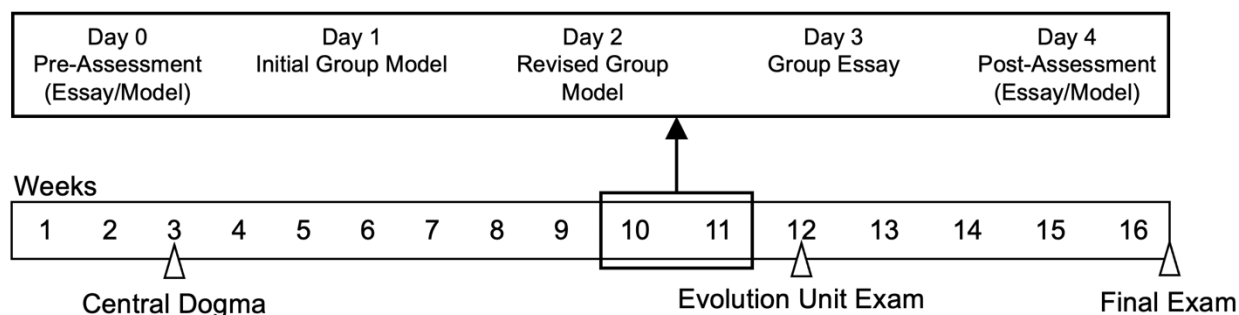 Day 0
Pre-Assessment
(Essay/Model)
Day 1
Initial Group Model
Day 2
Revised Group
Model
Day 3
Group Essay
Day 4
Post-Assessment
(Essay/Model)
Weeks
1 2 3 4 5 6 7 8 9 10 11 12 13 14 15 16
Central Dogma
Evolution Unit Exam
Final Exam